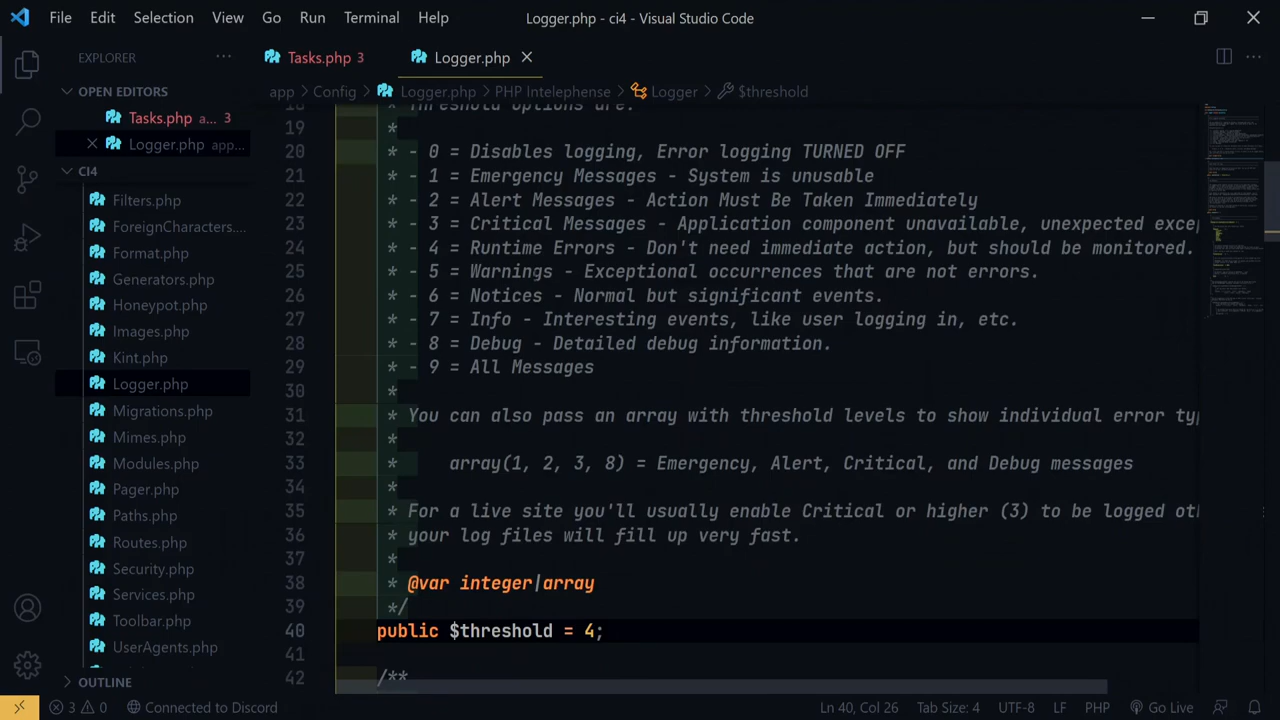 File Edit Selection View Go Run Terminal Help Logger.php - ci4 - Visual Studio Code
EXPLORER ··· Tasks.php 3 Logger.php
OPEN EDITORS
Tasks.php a... 3
Logger.php app...
CI4
Filters.php
ForeignCharacters....
Format.php
Generators.php
Honeypot.php
Images.php
Kint.php
Logger.php
Migrations.php
Mimes.php
Modules.php
Pager.php
Paths.php
Routes.php
Security.php
Services.php
Toolbar.php
UserAgents.php
OUTLINE
app > Config > Logger.php > PHP Intelephense > Logger > $threshold
18 * Threshold options are:
19 *
20 * - 0 = Disables logging, Error logging TURNED OFF
21 * - 1 = Emergency Messages - System is unusable
22 * - 2 = Alert Messages - Action Must Be Taken Immediately
23 * - 3 = Critical Messages - Application component unavailable, unexpected excep
24 * - 4 = Runtime Errors - Don't need immediate action, but should be monitored.
25 * - 5 = Warnings - Exceptional occurrences that are not errors.
26 * - 6 = Notices - Normal but significant events.
27 * - 7 = Info - Interesting events, like user logging in, etc.
28 * - 8 = Debug - Detailed debug information.
29 * - 9 = All Messages
30 *
31 * You can also pass an array with threshold levels to show individual error typ
32 *
33 * array(1, 2, 3, 8) = Emergency, Alert, Critical, and Debug messages
34 *
35 * For a live site you'll usually enable Critical or higher (3) to be logged oth
36 * your log files will fill up very fast.
37 *
38 * @var integer|array
39 */
40 public $threshold = 4;
41
42 /**
3 0 Connected to Discord Ln 40, Col 26 Tab Size: 4 UTF-8 LF PHP Go Live